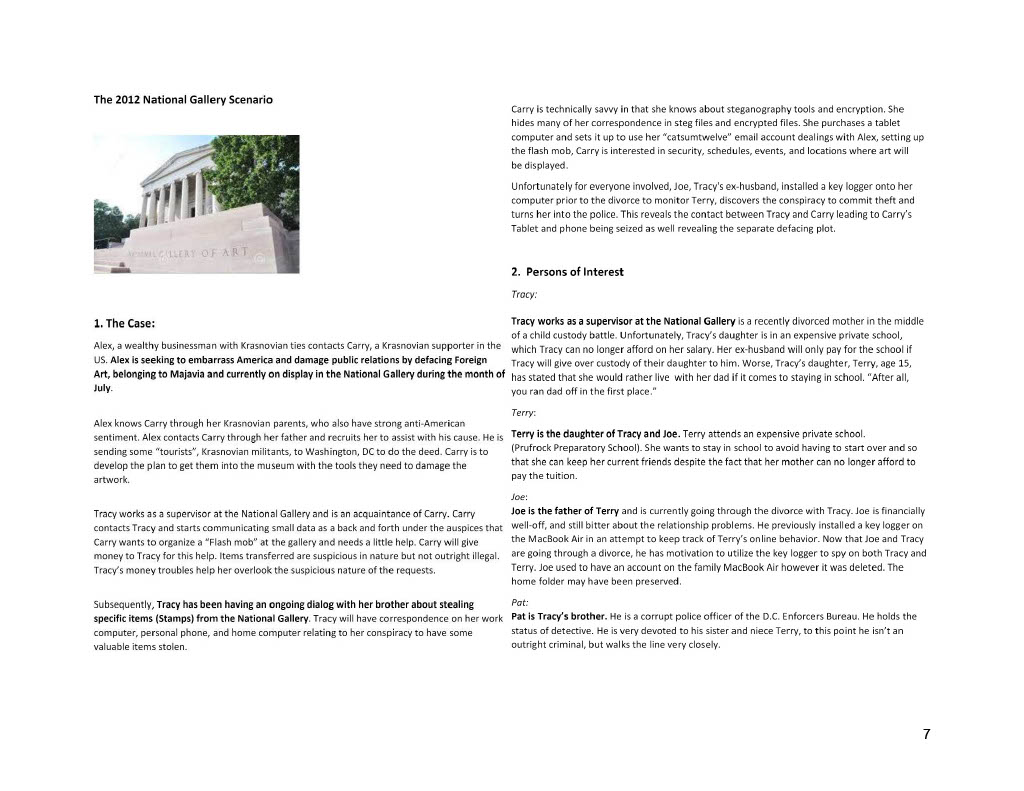 The 2012 National Gallery Scenario
NATIONAL GALLERY OF ART
1. The Case:
Alex, a wealthy businessman with Krasnovian ties contacts Carry, a Krasnovian supporter in the
US. Alex is seeking to embarrass America and damage public relations by defacing Foreign
Art, belonging to Majavia and currently on display in the National Gallery during the month of
July.
Alex knows Carry through her Krasnovian parents, who also have strong anti-American
sentiment. Alex contacts Carry through her father and recruits her to assist with his cause. He is
sending some “tourists”, Krasnovian militants, to Washington, DC to do the deed. Carry is to
develop the plan to get them into the museum with the tools they need to damage the
artwork.
Tracy works as a supervisor at the National Gallery and is an acquaintance of Carry. Carry
contacts Tracy and starts communicating small data as a back and forth under the auspices that
Carry wants to organize a “Flash mob” at the gallery and needs a little help. Carry will give
money to Tracy for this help. Items transferred are suspicious in nature but not outright illegal.
Tracy’s money troubles help her overlook the suspicious nature of the requests.
Subsequently, Tracy has been having an ongoing dialog with her brother about stealing
specific items (Stamps) from the National Gallery. Tracy will have correspondence on her work
computer, personal phone, and home computer relating to her conspiracy to have some
valuable items stolen.
Carry is technically savvy in that she knows about steganography tools and encryption. She
hides many of her correspondence in steg files and encrypted files. She purchases a tablet
computer and sets it up to use her “catsumtwelve” email account dealings with Alex, setting up
the flash mob, Carry is interested in security, schedules, events, and locations where art will
be displayed.
Unfortunately for everyone involved, Joe, Tracy's ex-husband, installed a key logger onto her
computer prior to the divorce to monitor Terry, discovers the conspiracy to commit theft and
turns her into the police. This reveals the contact between Tracy and Carry leading to Carry’s
Tablet and phone being seized as well revealing the separate defacing plot.
2. Persons of Interest
Tracy:
Tracy works as a supervisor at the National Gallery is a recently divorced mother in the middle
of a child custody battle. Unfortunately, Tracy’s daughter is in an expensive private school,
which Tracy can no longer afford on her salary. Her ex-husband will only pay for the school if
Tracy will give over custody of their daughter to him. Worse, Tracy’s daughter, Terry, age 15,
has stated that she would rather live with her dad if it comes to staying in school. “After all,
you ran dad off in the first place.”
Terry:
Terry is the daughter of Tracy and Joe. Terry attends an expensive private school.
(Prufrock Preparatory School). She wants to stay in school to avoid having to start over and so
that she can keep her current friends despite the fact that her mother can no longer afford to
pay the tuition.
Joe:
Joe is the father of Terry and is currently going through the divorce with Tracy. Joe is financially
well-off, and still bitter about the relationship problems. He previously installed a key logger on
the MacBook Air in an attempt to keep track of Terry’s online behavior. Now that Joe and Tracy
are going through a divorce, he has motivation to utilize the key logger to spy on both Tracy and
Terry. Joe used to have an account on the family MacBook Air however it was deleted. The
home folder may have been preserved.
Pat:
Pat is Tracy’s brother. He is a corrupt police officer of the D.C. Enforcers Bureau. He holds the
status of detective. He is very devoted to his sister and niece Terry, to this point he isn’t an
outright criminal, but walks the line very closely.
7